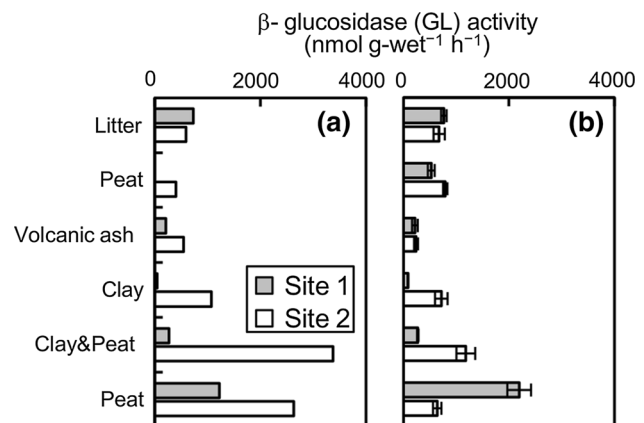 β- glucosidase (GL) activity
(nmol g-wet⁻¹ h⁻¹)
0 2000 4000 0 2000 4000
Litter (a) (b)
Peat
Volcanic ash
Clay
Site 1
Site 2
Clay&Peat
Peat